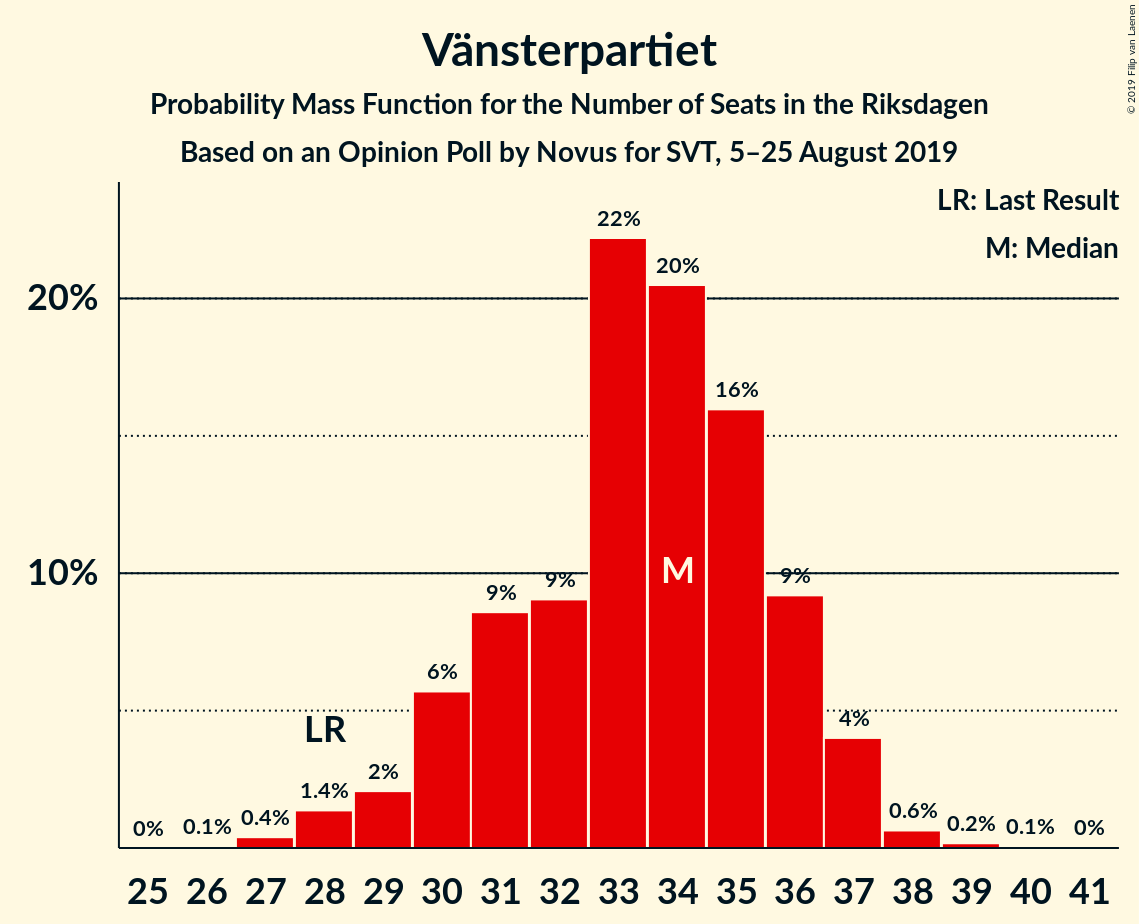 Vänsterpartiet
Probability Mass Function for the Number of Seats in the Riksdagen
Based on an Opinion Poll by Novus for SVT, 5–25 August 2019
© 2019 Filip van Laenen
LR: Last Result
M: Median
20%
10%
0%
0.1%
0.4%
1.4%
LR
2%
6%
9%
9%
22%
20%
M
16%
9%
4%
0.6%
0.2%
0.1%
0%
25 26 27 28 29 30 31 32 33 34 35 36 37 38 39 40 41